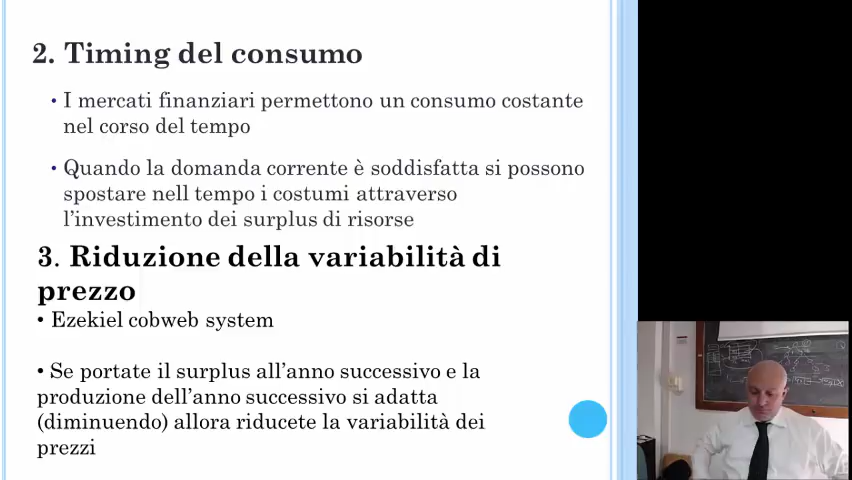 2. Timing del consumo
• I mercati finanziari permettono un consumo costante
nel corso del tempo
• Quando la domanda corrente è soddisfatta si possono
spostare nell tempo i costumi attraverso
l’investimento dei surplus di risorse
3. Riduzione della variabilità di
prezzo
• Ezekiel cobweb system
• Se portate il surplus all’anno successivo e la
produzione dell’anno successivo si adatta
(diminuendo) allora riducete la variabilità dei
prezzi